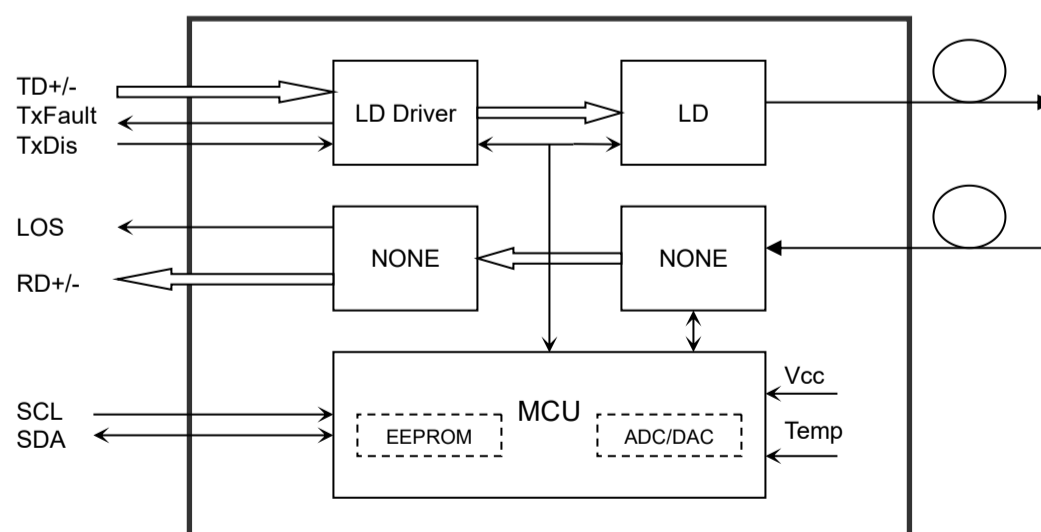 TD+/-
TxFault
TxDis
LD Driver
LD
LOS
RD+/-
NONE
NONE
SCL
SDA
MCU
EEPROM
ADC/DAC
Vcc
Temp